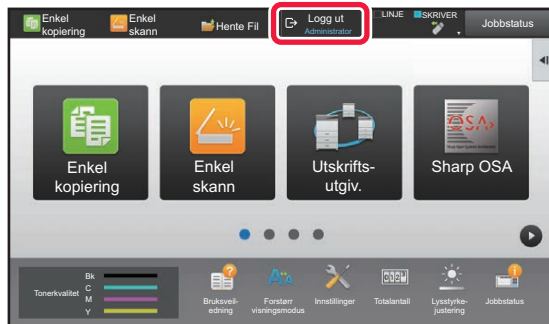 Enkel
kopiering
Enkel
skann
Hente Fil
Logg ut
Administrator
LINJE
SKRIVER
Jobbstatus
Enkel
kopiering
Enkel
skann
Utskrifts-
utgiv.
Sharp OSA
Tonerkvalitet
Bk
C
M
Y
Bruksveil-
edning
Forstørr
visningsmodus
Innstillinger
Totalantall
Lysstyrke-
justering
Jobbstatus